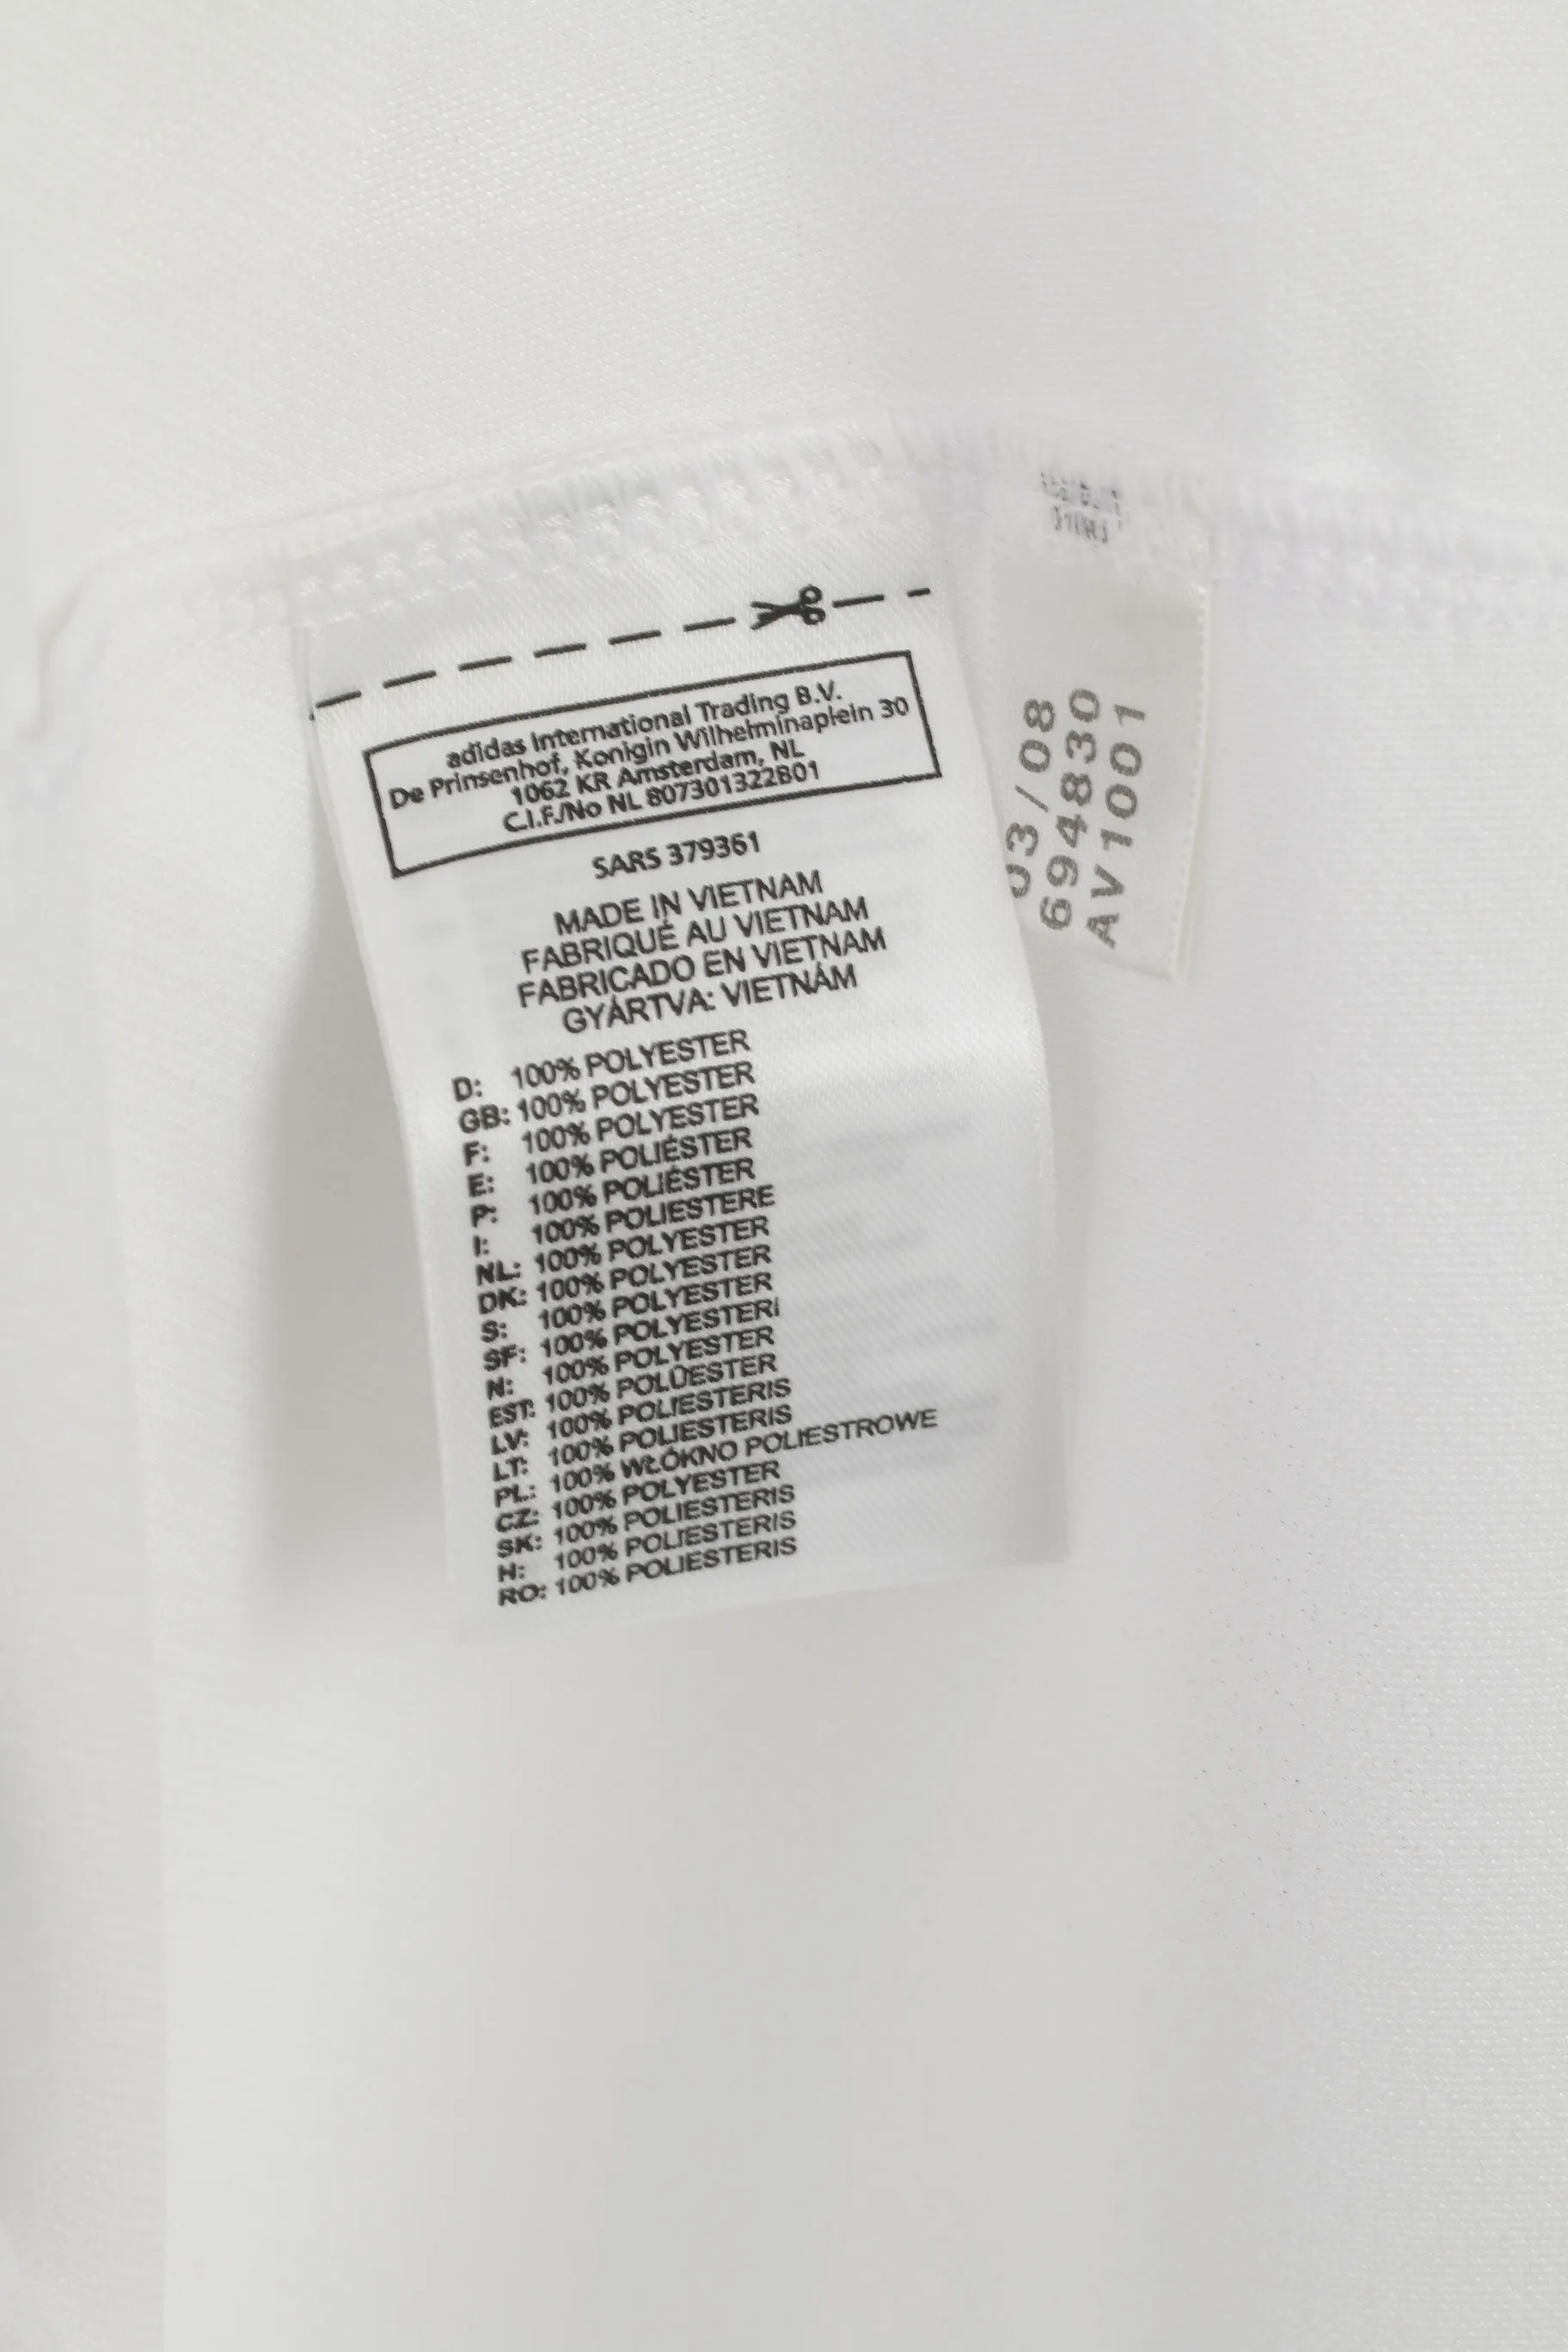 adidas International Trading B.V.
De Prinsenhof, Konigin Wilhelminaplein 30
1062 KR Amsterdam, NL
C.I.F./No NL 807301322B01
SARS 379361
MADE IN VIETNAM
FABRIQUÉ AU VIETNAM
FABRICADO EN VIETNAM
GYÁRTVA: VIETNÁM
D: 100% POLYESTER
GB: 100% POLYESTER
F: 100% POLYESTER
E: 100% POLIÉSTER
P: 100% POLIÉSTER
I: 100% POLIESTERE
NL: 100% POLYESTER
DK: 100% POLYESTER
S: 100% POLYESTER
SF: 100% POLYESTERI
N: 100% POLYESTER
EST: 100% POLÜESTER
LV: 100% POLIESTERIS
LT: 100% POLIESTERIS
PL: 100% WŁÓKNO POLIESTROWE
CZ: 100% POLYESTER
SK: 100% POLIESTERIS
H: 100% POLIESTERIS
RO: 100% POLIESTERIS
03/08
694830
AV1001